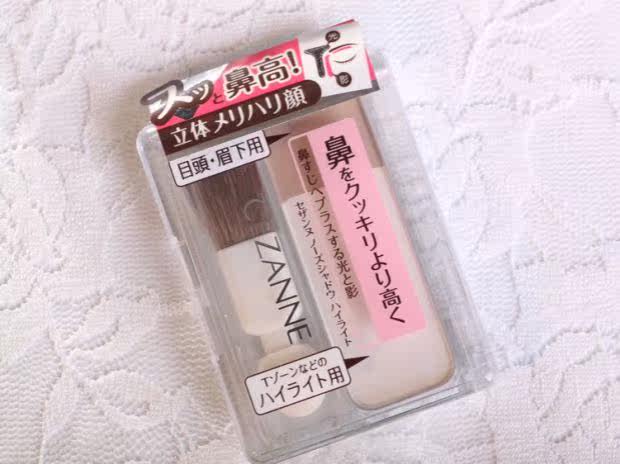 スッと鼻高!
光
影
立体メリハリ顔
目頭・眉下用
鼻をクッキリより高く
鼻すじへプラスする光と影
セザンヌ ノーズシャドウ ハイライト
ZANNE
Tゾーンなどの
ハイライト用